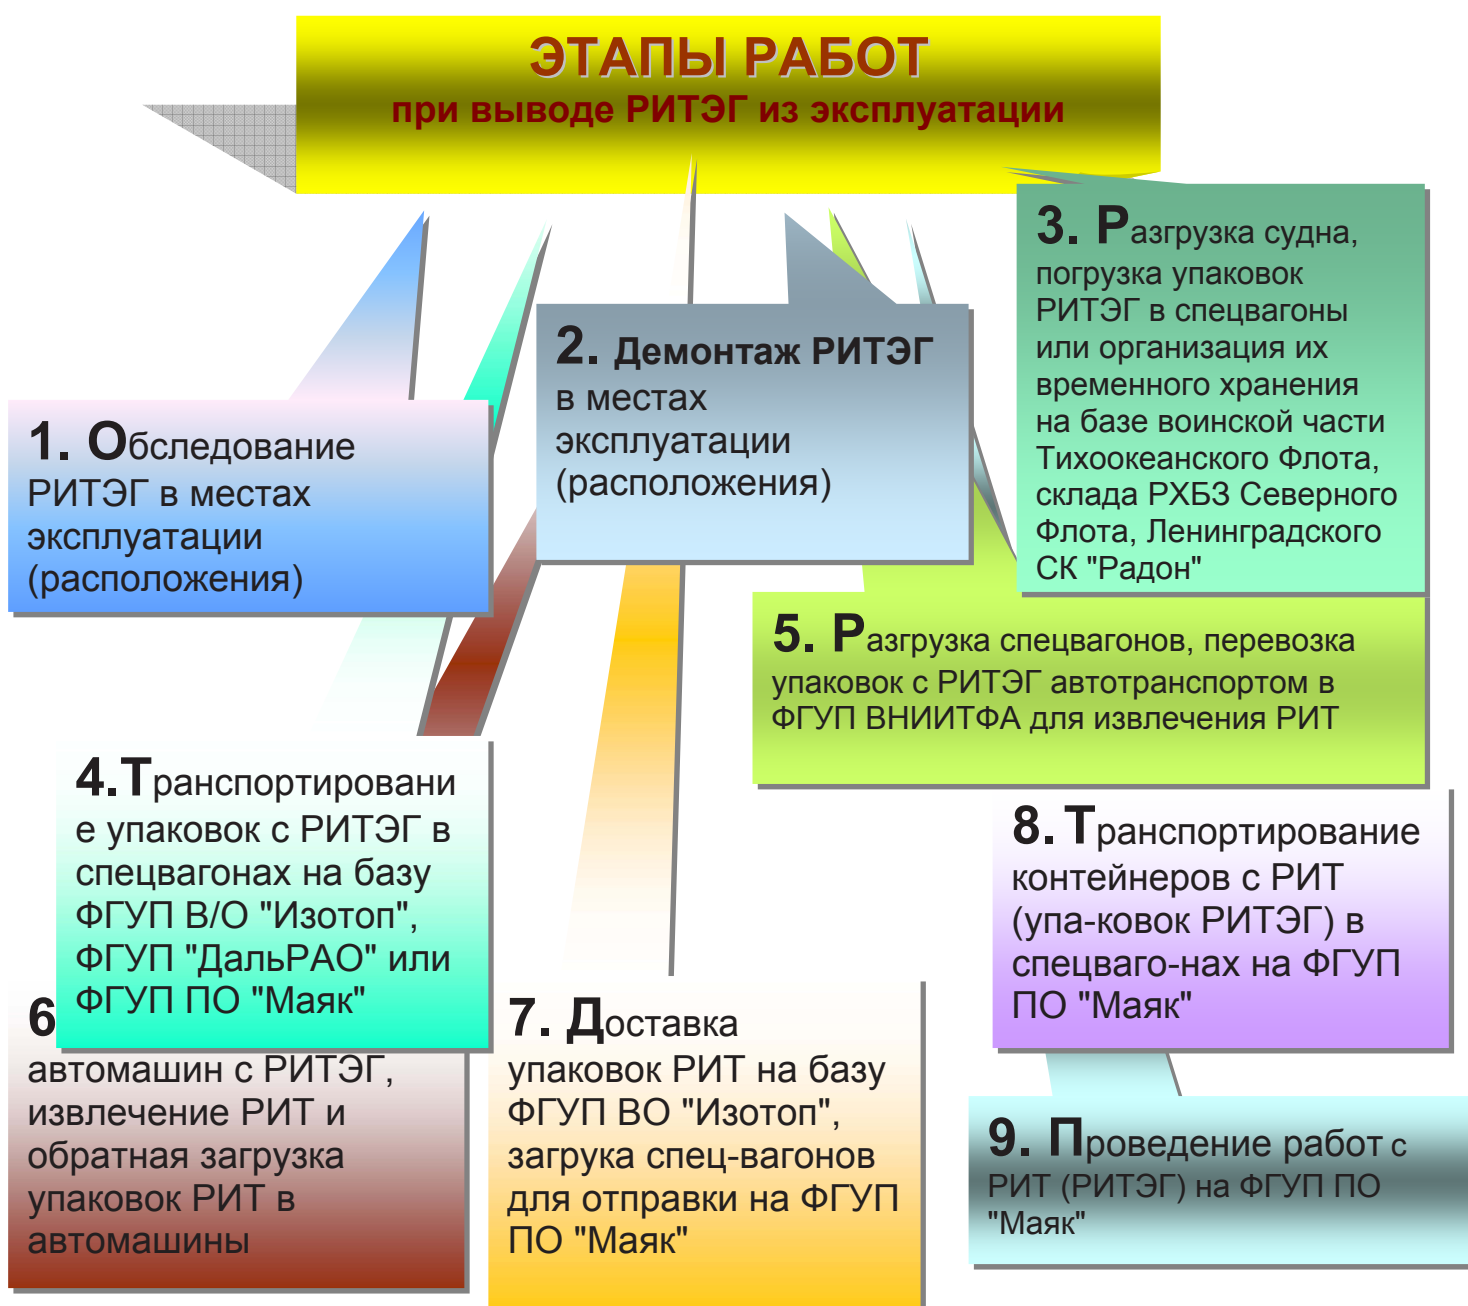 ЭТАПЫ РАБОТ
при выводе РИТЭГ из эксплуатации
1. Обследование
РИТЭГ в местах
эксплуатации
(расположения)
2. Демонтаж РИТЭГ
в местах
эксплуатации
(расположения)
3. Разгрузка судна,
погрузка упаковок
РИТЭГ в спецвагоны
или организация их
временного хранения
на базе воинской части
Тихоокеанского Флота,
склада РХБЗ Северного
Флота, Ленинградского
СК "Радон"
4.Транспортировани
е упаковок с РИТЭГ в
спецвагонах на базу
ФГУП В/О "Изотоп",
ФГУП "ДальРАО" или
ФГУП ПО "Маяк"
5. Разгрузка спецвагонов, перевозка
упаковок с РИТЭГ автотранспортом в
ФГУП ВНИИТФА для извлечения РИТ
6
автомашин с РИТЭГ,
извлечение РИТ и
обратная загрузка
упаковок РИТ в
автомашины
7. Доставка
упаковок РИТ на базу
ФГУП ВО "Изотоп",
загрука спец-вагонов
для отправки на ФГУП
ПО "Маяк"
8. Транспортирование
контейнеров с РИТ
(упа-ковок РИТЭГ) в
спецваго-нах на ФГУП
ПО "Маяк"
9. Проведение работ с
РИТ (РИТЭГ) на ФГУП ПО
"Маяк"